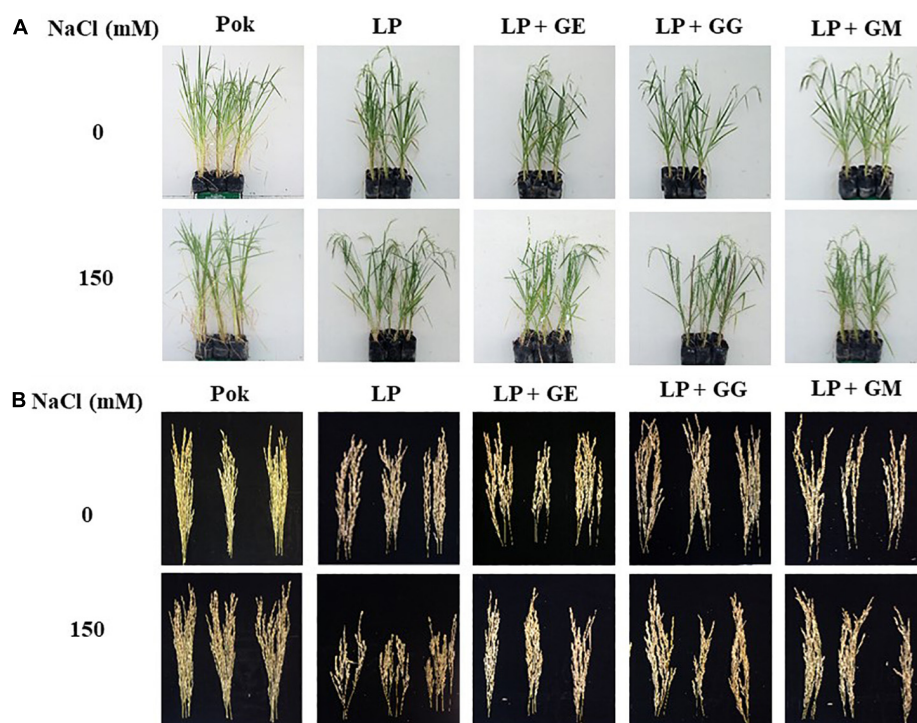 A NaCl (mM) Pok LP LP + GE LP + GG LP + GM
0
150
B NaCl (mM) Pok LP LP + GE LP + GG LP + GM
0
150